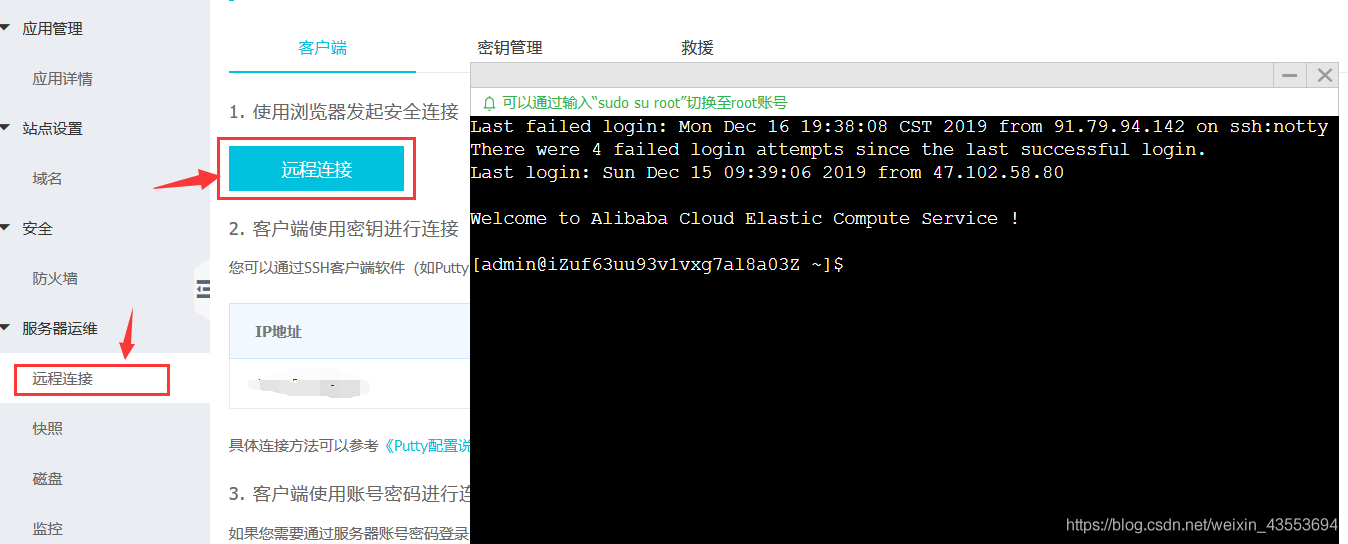 应用管理
应用详情
站点设置
域名
安全
防火墙
服务器运维
远程连接
快照
磁盘
监控
客户端
密钥管理
救援
1. 使用浏览器发起安全连接
远程连接
2. 客户端使用密钥进行连接
您可以通过SSH客户端软件（如Putty
IP地址
具体连接方法可以参考《Putty配置说
3. 客户端使用账号密码进行连
如果您需要通过服务器账号密码登录
可以通过输入“sudo su root”切换至root账号
Last failed login: Mon Dec 16 19:38:08 CST 2019 from 91.79.94.142 on ssh:notty
There were 4 failed login attempts since the last successful login.
Last login: Sun Dec 15 09:39:06 2019 from 47.102.58.80
Welcome to Alibaba Cloud Elastic Compute Service !
[admin@iZuf63uu93v1vxg7al8a03Z ~]$
https://blog.csdn.net/weixin_43553694